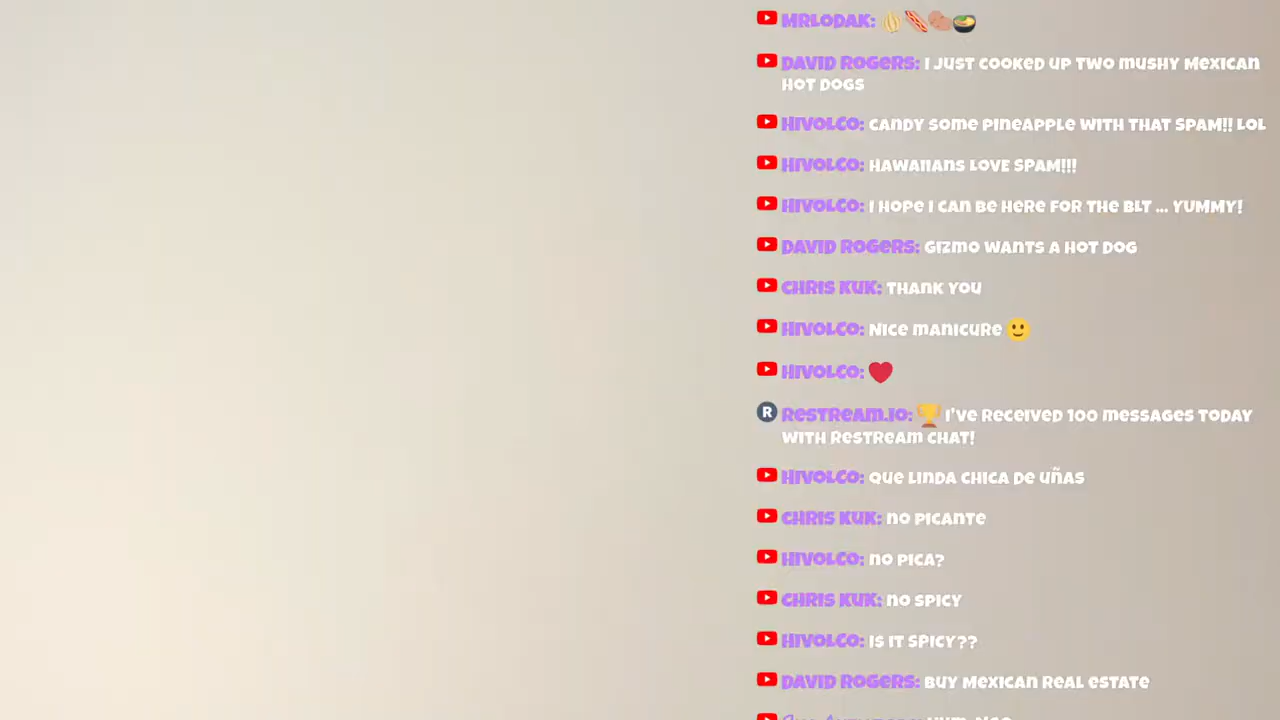 MRLODAK: 🧄🌭🥔🍲
DAVID ROGERS: I JUST COOKED UP TWO MUSHY MEXICAN
HOT DOGS
HIVOLCO: CANDY SOME PINEAPPLE WITH THAT SPAM!! LOL
HIVOLCO: HAWAIIANS LOVE SPAM!!!
HIVOLCO: I HOPE I CAN BE HERE FOR THE BLT ... YUMMY!
DAVID ROGERS: GIZMO WANTS A HOT DOG
CHRIS KUK: THANK YOU
HIVOLCO: NICE MANICURE 🙂
HIVOLCO: ❤️
R RESTREAM.IO: 🏆 I'VE RECEIVED 100 MESSAGES TODAY
WITH RESTREAM CHAT!
HIVOLCO: QUE LINDA CHICA DE UÑAS
CHRIS KUK: NO PICANTE
HIVOLCO: NO PICA?
CHRIS KUK: NO SPICY
HIVOLCO: IS IT SPICY??
DAVID ROGERS: BUY MEXICAN REAL ESTATE